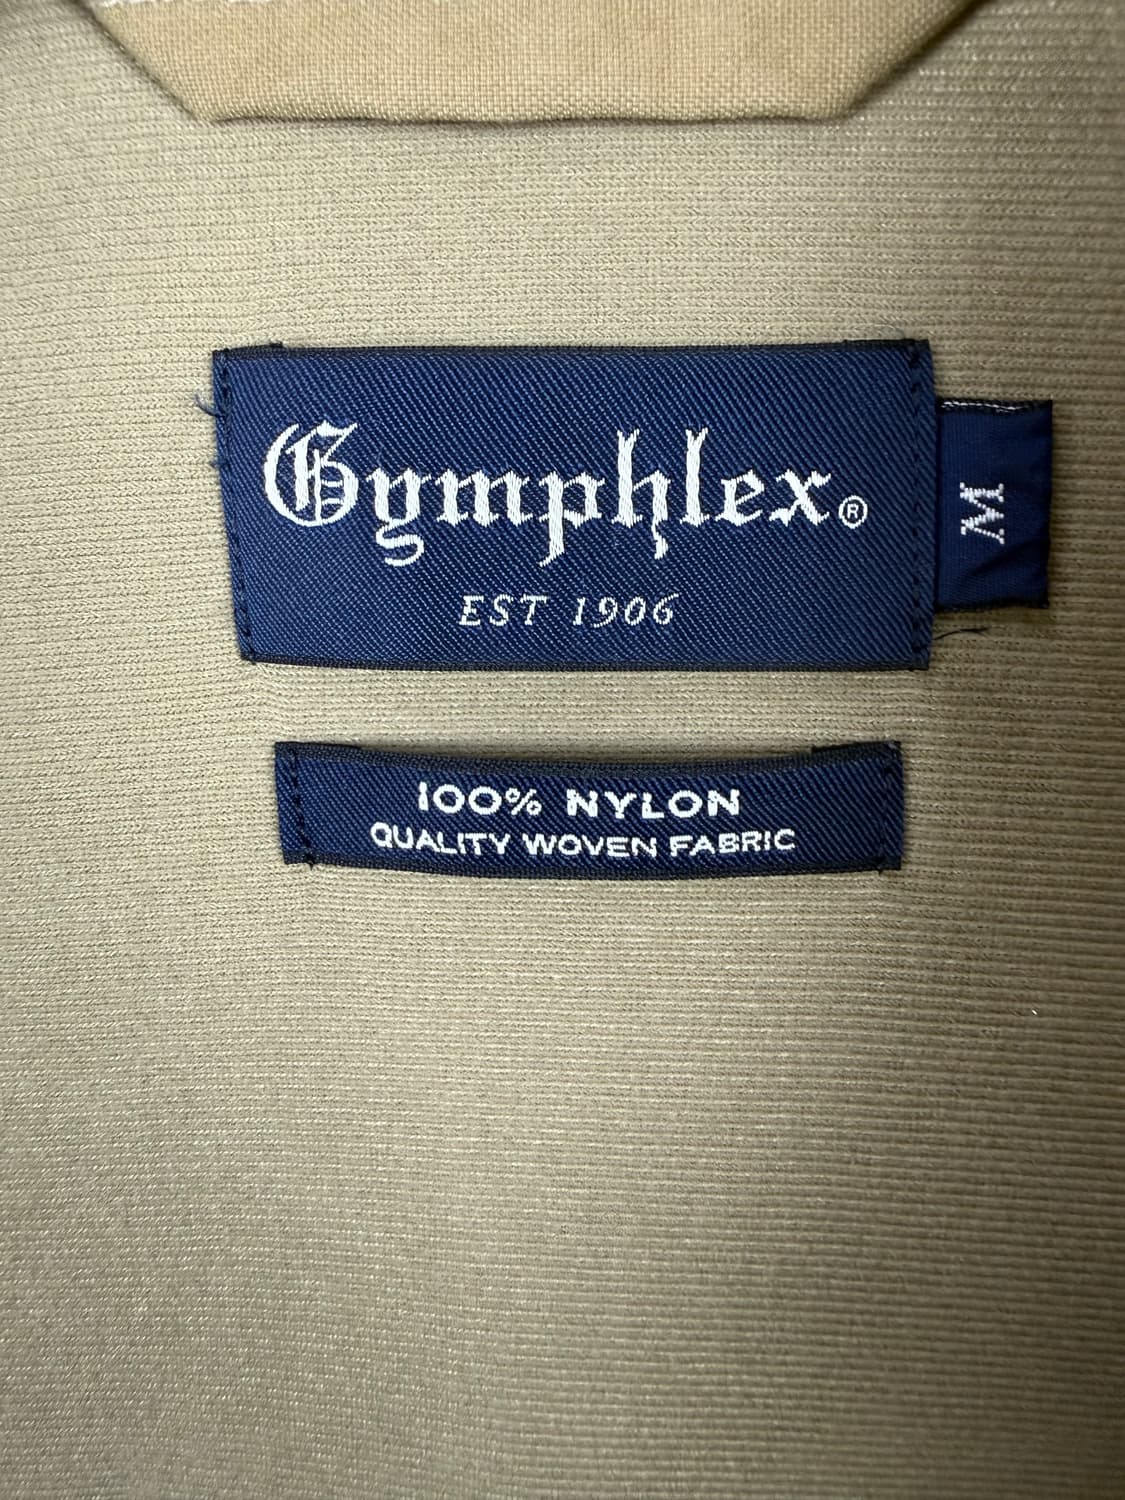 Gymphlex®
EST 1906
M
100% NYLON
QUALITY WOVEN FABRIC